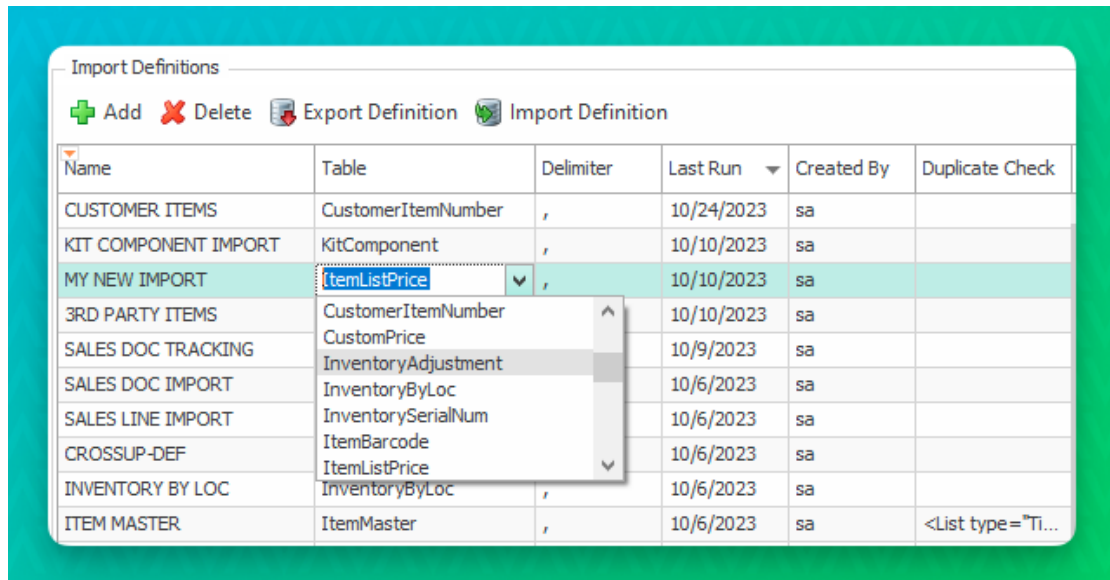 Import Definitions
Add Delete Export Definition Import Definition
Name Table Delimiter Last Run Created By Duplicate Check
CUSTOMER ITEMS CustomerItemNumber , 10/24/2023 sa
KIT COMPONENT IMPORT KitComponent , 10/10/2023 sa
MY NEW IMPORT ItemListPrice , 10/10/2023 sa
3RD PARTY ITEMS CustomerItemNumber 10/10/2023 sa
CustomPrice
SALES DOC TRACKING InventoryAdjustment 10/9/2023 sa
SALES DOC IMPORT InventoryByLoc 10/6/2023 sa
SALES LINE IMPORT InventorySerialNum 10/6/2023 sa
CROSSUP-DEF ItemBarcode 10/6/2023 sa
ItemListPrice
INVENTORY BY LOC InventoryByLoc , 10/6/2023 sa
ITEM MASTER ItemMaster , 10/6/2023 sa <List type="Ti...